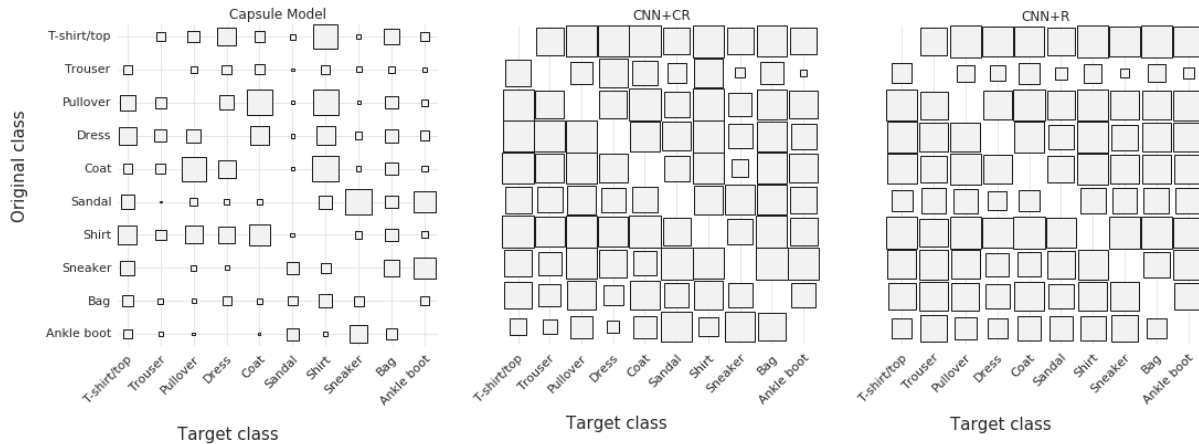 Capsule Model
CNN+CR
CNN+R
Original class
T-shirt/top
Trouser
Pullover
Dress
Coat
Sandal
Shirt
Sneaker
Bag
Ankle boot
T-shirt/top
Trouser
Pullover
Dress
Coat
Sandal
Shirt
Sneaker
Bag
Ankle boot
Target class
T-shirt/top
Trouser
Pullover
Dress
Coat
Sandal
Shirt
Sneaker
Bag
Ankle boot
Target class
T-shirt/top
Trouser
Pullover
Dress
Coat
Sandal
Shirt
Sneaker
Bag
Ankle boot
Target class